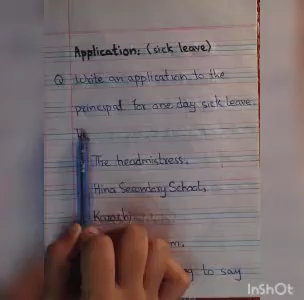 Application: (sick leave)
Q Write an application to the
principal for one day sick leave.
The headmistress,
Hina Secondary School,
Karachi
to say
InShOt